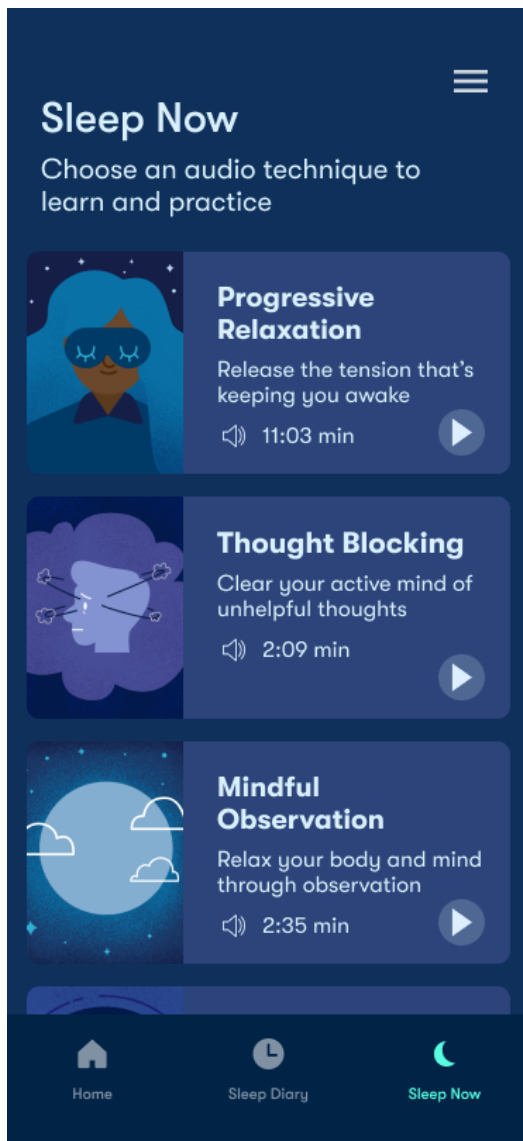 Sleep Now
Choose an audio technique to
learn and practice
Progressive
Relaxation
Release the tension that's
keeping you awake
11:03 min
Thought Blocking
Clear your active mind of
unhelpful thoughts
2:09 min
Mindful
Observation
Relax your body and mind
through observation
2:35 min
Home
Sleep Diary
Sleep Now